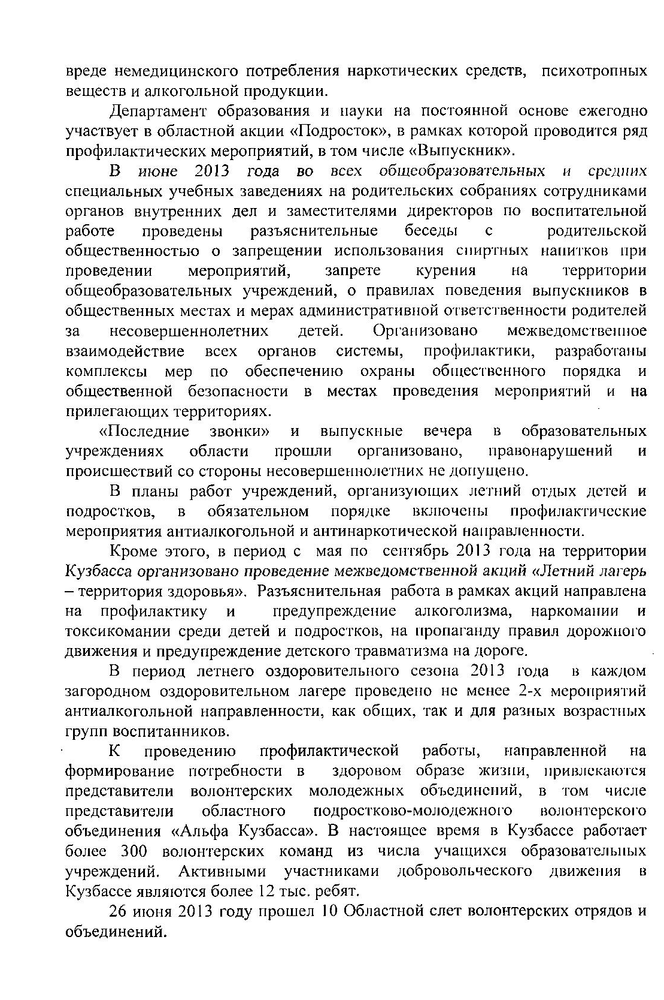 вреде немедицинского потребления наркотических средств, психотропных
веществ и алкогольной продукции.
Департамент образования и науки на постоянной основе ежегодно
участвует в областной акции «Подросток», в рамках которой проводится ряд
профилактических мероприятий, в том числе «Выпускник».
В июне 2013 года во всех общеобразовательных и средних
специальных учебных заведениях на родительских собраниях сотрудниками
органов внутренних дел и заместителями директоров по воспитательной
работе проведены разъяснительные беседы с родительской
общественностью о запрещении использования спиртных напитков при
проведении мероприятий, запрете курения на территории
общеобразовательных учреждений, о правилах поведения выпускников в
общественных местах и мерах административной ответственности родителей
за несовершеннолетних детей. Организовано межведомственное
взаимодействие всех органов системы, профилактики, разработаны
комплексы мер по обеспечению охраны общественного порядка и
общественной безопасности в местах проведения мероприятий и на
прилегающих территориях.
«Последние звонки» и выпускные вечера в образовательных
учреждениях области прошли организовано, правонарушений и
происшествий со стороны несовершеннолетних не допущено.
В планы работ учреждений, организующих летний отдых детей и
подростков, в обязательном порядке включены профилактические
мероприятия антиалкогольной и антинаркотической направленности.
Кроме этого, в период с мая по сентябрь 2013 года на территории
Кузбасса организовано проведение межведомственной акций «Летний лагерь
– территория здоровья». Разъяснительная работа в рамках акций направлена
на профилактику и предупреждение алкоголизма, наркомании и
токсикомании среди детей и подростков, на пропаганду правил дорожного
движения и предупреждение детского травматизма на дороге.
В период летнего оздоровительного сезона 2013 года в каждом
загородном оздоровительном лагере проведено не менее 2-х мероприятий
антиалкогольной направленности, как общих, так и для разных возрастных
групп воспитанников.
К проведению профилактической работы, направленной на
формирование потребности в здоровом образе жизни, привлекаются
представители волонтерских молодежных объединений, в том числе
представители областного подростково-молодежного волонтерского
объединения «Альфа Кузбасса». В настоящее время в Кузбассе работает
более 300 волонтерских команд из числа учащихся образовательных
учреждений. Активными участниками добровольческого движения в
Кузбассе являются более 12 тыс. ребят.
26 июня 2013 году прошел 10 Областной слет волонтерских отрядов и
объединений.